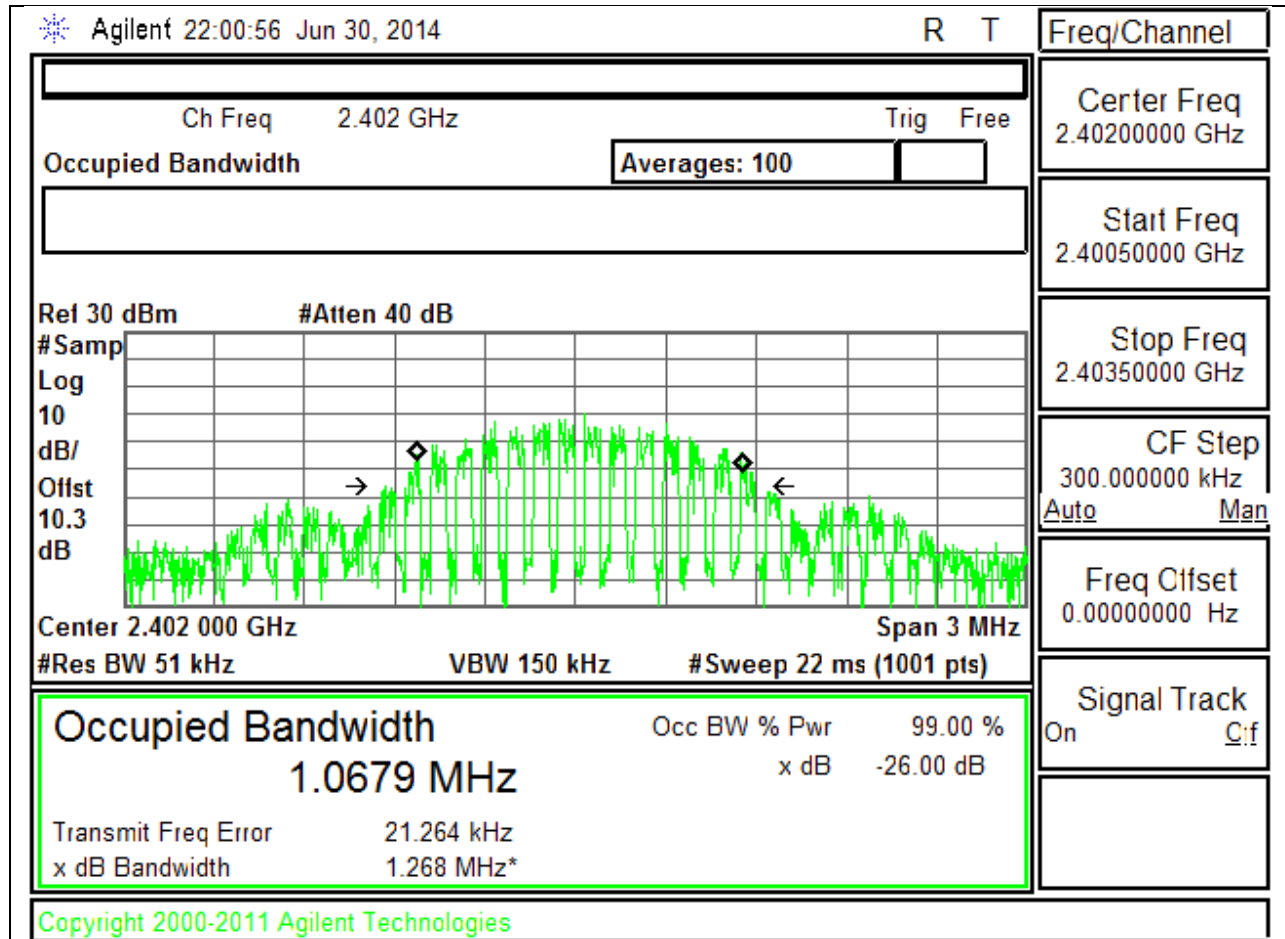 Agilent 22:00:56 Jun 30, 2014 R T
Ch Freq 2.402 GHz Trig Free
Occupied Bandwidth Averages: 100
Ref 30 dBm #Atten 40 dB
#Samp
Log
10
dB/
Offst
10.3
dB
Center 2.402 000 GHz Span 3 MHz
#Res BW 51 kHz VBW 150 kHz #Sweep 22 ms (1001 pts)
Occupied Bandwidth Occ BW % Pwr 99.00 %
1.0679 MHz x dB -26.00 dB
Transmit Freq Error 21.264 kHz
x dB Bandwidth 1.268 MHz*
Copyright 2000-2011 Agilent Technologies
Freq/Channel
Center Freq
2.40200000 GHz
Start Freq
2.40050000 GHz
Stop Freq
2.40350000 GHz
CF Step
300.000000 kHz
Auto Man
Freq Offset
0.00000000 Hz
Signal Track
On Off